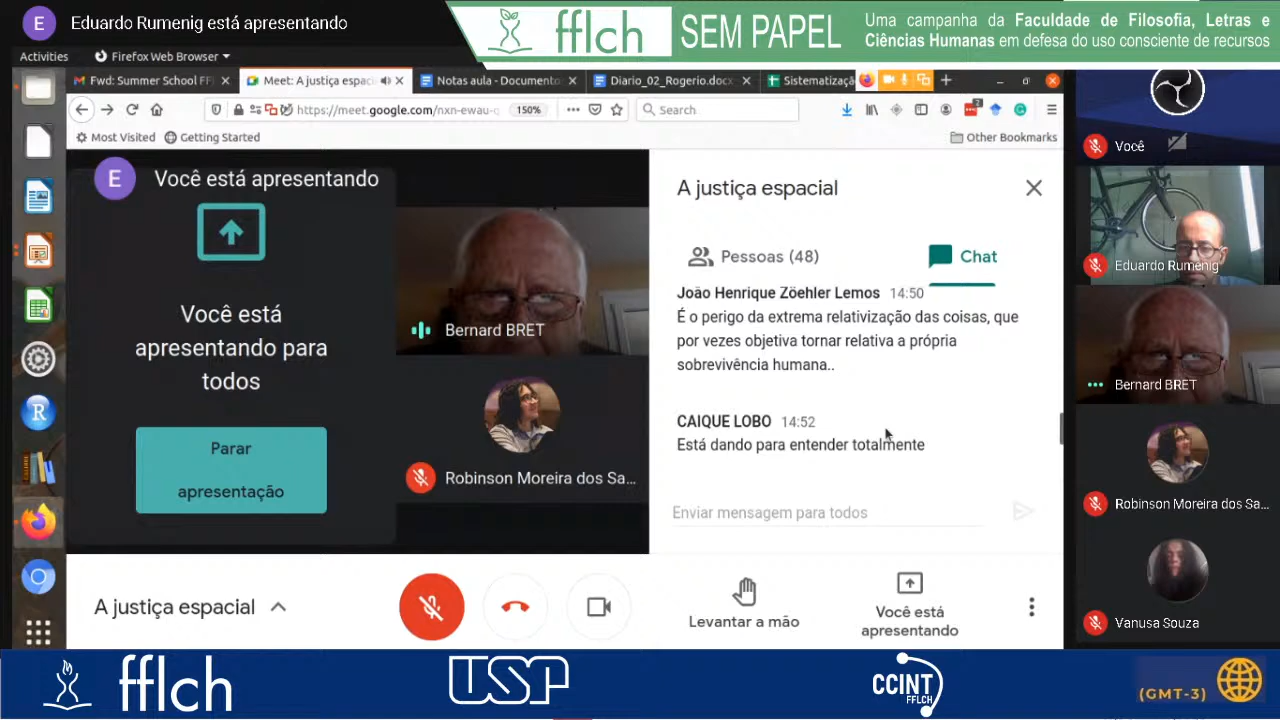 E
Eduardo Rumenig está apresentando
fflch
SEM PAPEL
Uma campanha da Faculdade de Filosofia, Letras e
Ciências Humanas em defesa do uso consciente de recursos
Activities
Firefox Web Browser
Fwd: Summer School FF
Meet: A justiça espaci
Notas aula - Documento
Diario_02_Rogerio.docx
Sistematizaçã
https://meet.google.com/nxn-ewau-
150%
Search
Most Visited
Getting Started
Other Bookmarks
E
Você está apresentando
Você está
apresentando para
todos
Parar
apresentação
Bernard BRET
Robinson Moreira dos Sa...
A justiça espacial
Pessoas (48)
Chat
João Henrique Zöehler Lemos 14:50
É o perigo da extrema relativização das coisas, que
por vezes objetiva tornar relativa a própria
sobrevivência humana..
CAIQUE LOBO 14:52
Está dando para entender totalmente
Enviar mensagem para todos
A justiça espacial
Levantar a mão
Você está
apresentando
Você
Eduardo Rumenig
Bernard BRET
Robinson Moreira dos Sa...
Vanusa Souza
fflch
USP
CCINT
FFLCH
(GMT-3)